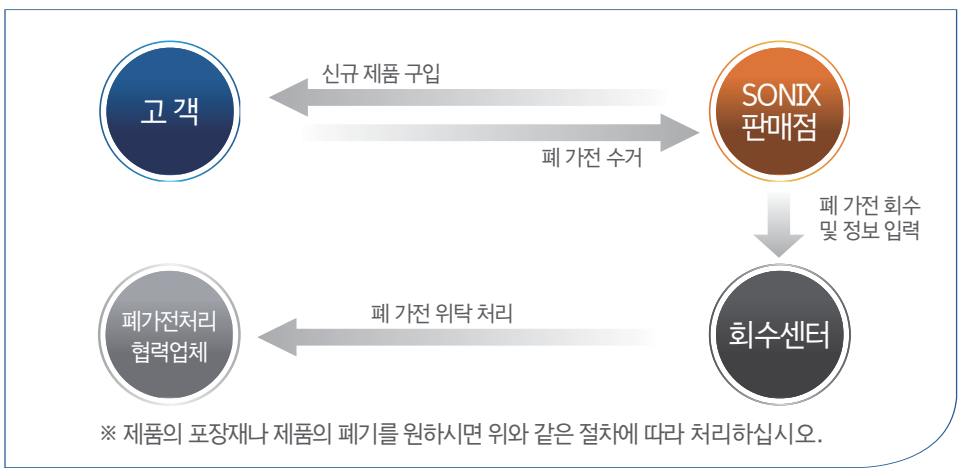 신규 제품 구입
고 객
SONIX
판매점
폐 가전 수거
폐 가전 회수
및 정보 입력
폐 가전 위탁 처리
폐가전처리
협력업체
회수센터
※ 제품의 포장재나 제품의 폐기를 원하시면 위와 같은 절차에 따라 처리하십시오.